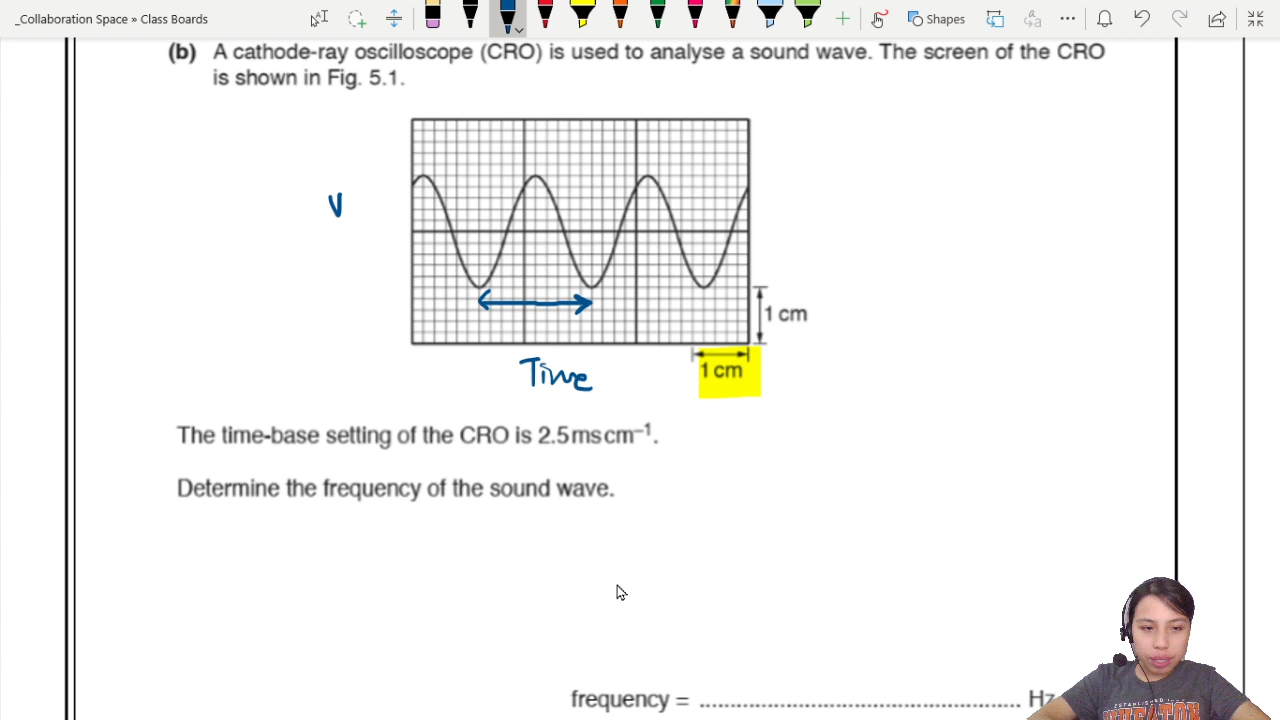 _Collaboration Space » Class Boards
Shapes
(b) A cathode-ray oscilloscope (CRO) is used to analyse a sound wave. The screen of the CRO
is shown in Fig. 5.1.
V
1 cm
1 cm
Time
The time-base setting of the CRO is 2.5 ms cm⁻¹.
Determine the frequency of the sound wave.
frequency = ............................................................ Hz
WHEATON